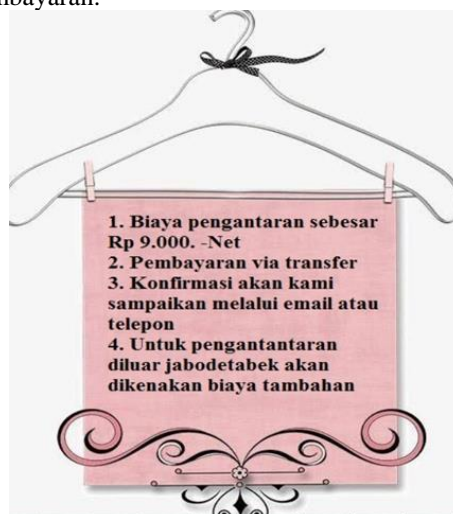 1. Biaya pengantaran sebesar
Rp 9.000. -Net
2. Pembayaran via transfer
3. Konfirmasi akan kami
sampaikan melalui email atau
telepon
4. Untuk pengantantaran
diluar jabodetabek akan
dikenakan biaya tambahan